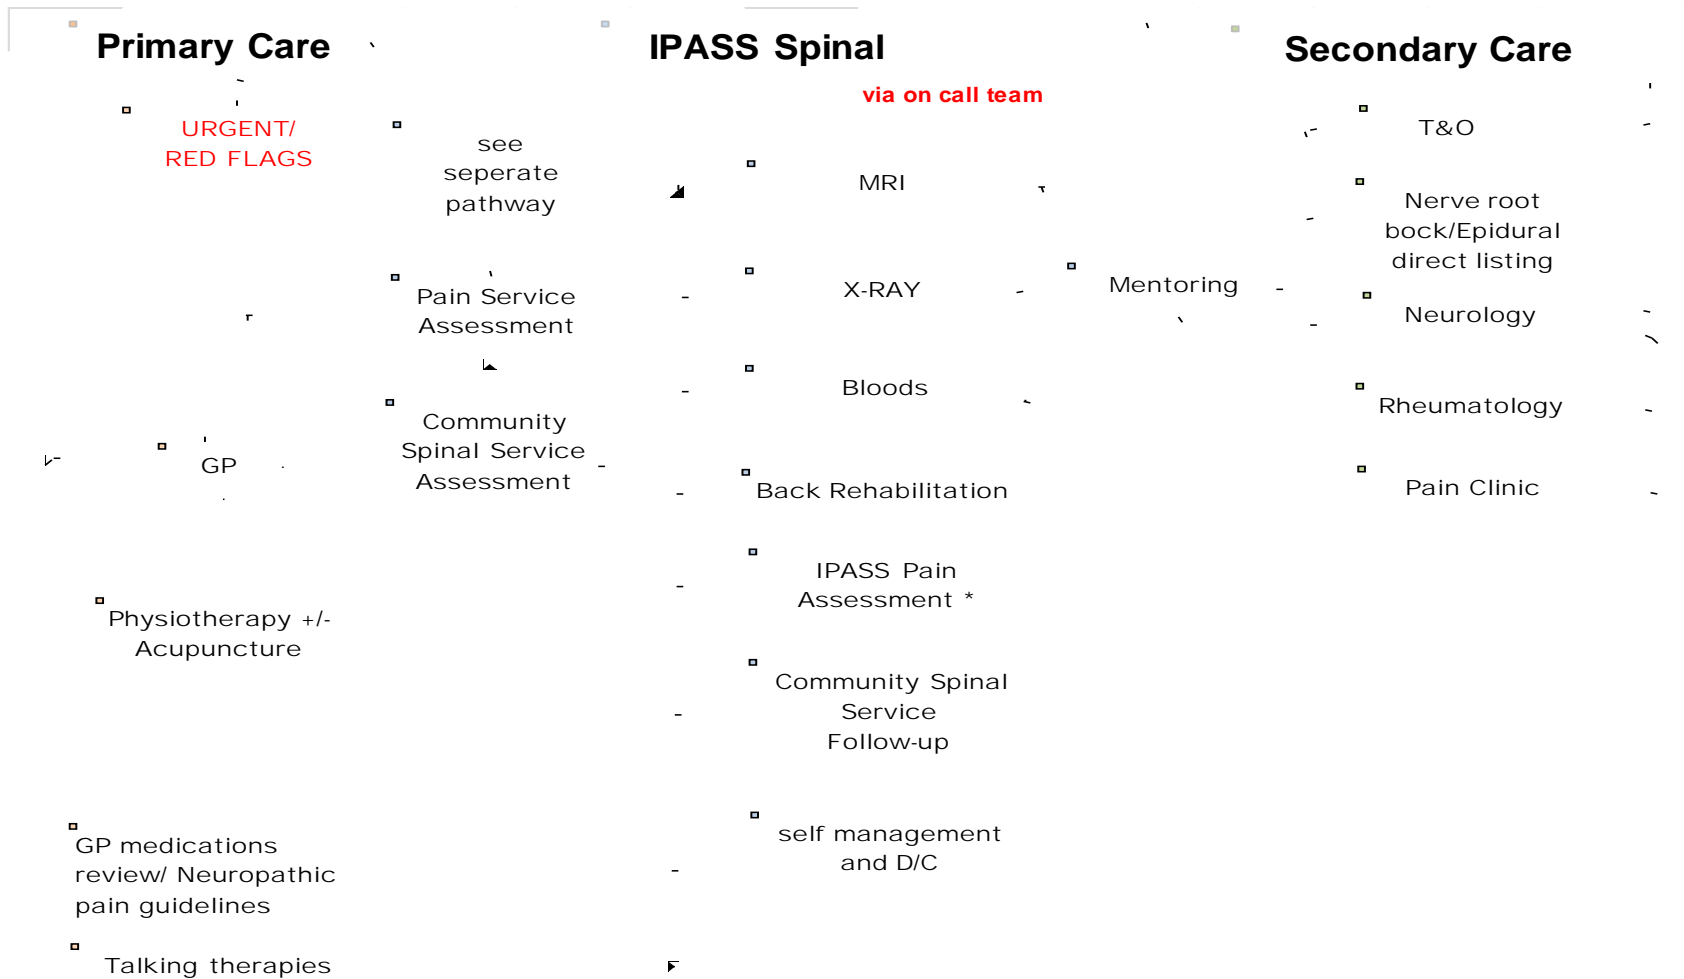 Primary Care
IPASS Spinal
Secondary Care
via on call team
URGENT/
RED FLAGS
see
seperate
pathway
MRI
T&O
Nerve root
bock/Epidural
direct listing
Pain Service
Assessment
X-RAY
Mentoring
Neurology
Bloods
Rheumatology
Community
Spinal Service
Assessment
GP
Back Rehabilitation
Pain Clinic
IPASS Pain
Assessment *
Physiotherapy +/-
Acupuncture
Community Spinal
Service
Follow-up
self management
and D/C
GP medications
review/ Neuropathic
pain guidelines
Talking therapies